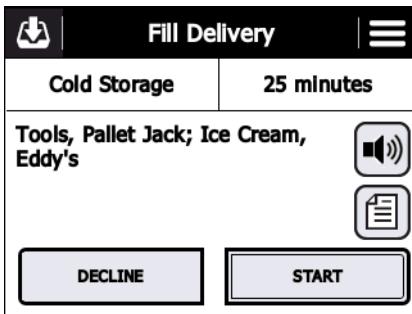 Fill Delivery
Cold Storage
25 minutes
Tools, Pallet Jack; Ice Cream,
Eddy's
DECLINE
START